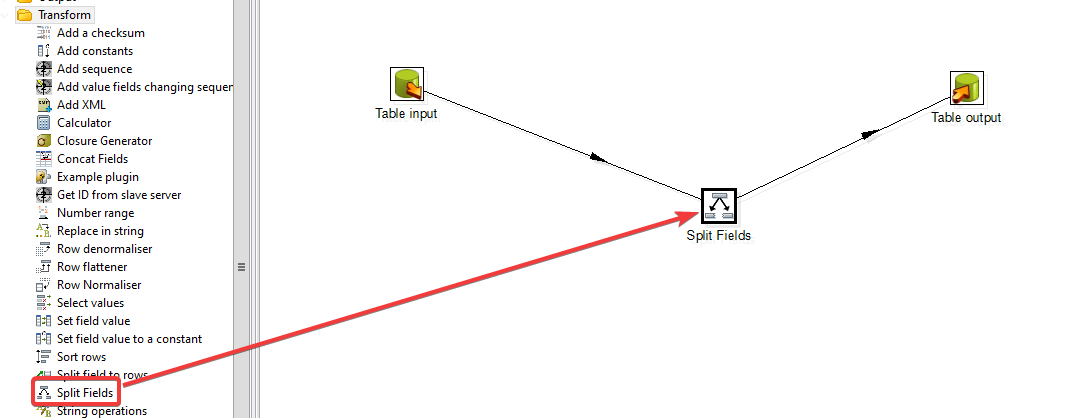 Transform
Add a checksum
Add constants
Add sequence
Add value fields changing sequer
Add XML
Calculator
Closure Generator
Concat Fields
Example plugin
Get ID from slave server
Number range
Replace in string
Row denormaliser
Row flattener
Row Normaliser
Select values
Set field value
Set field value to a constant
Sort rows
Split field to rows
Split Fields
String operations
Table input
Table output
Split Fields